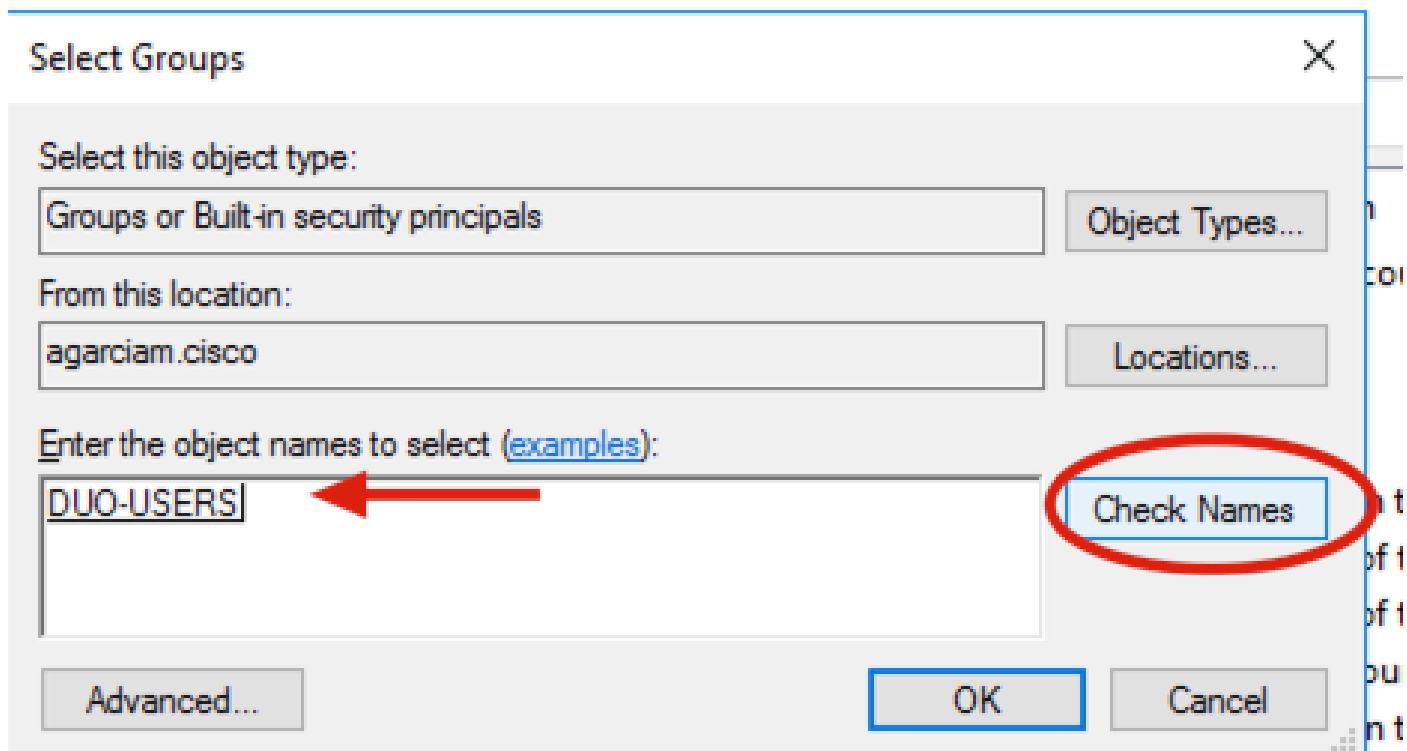 Select Groups
Select this object type:
Groups or Built-in security principals
Object Types...
From this location:
agarciam.cisco
Locations...
Enter the object names to select (examples):
DUO-USERS
Check Names
Advanced...
OK
Cancel